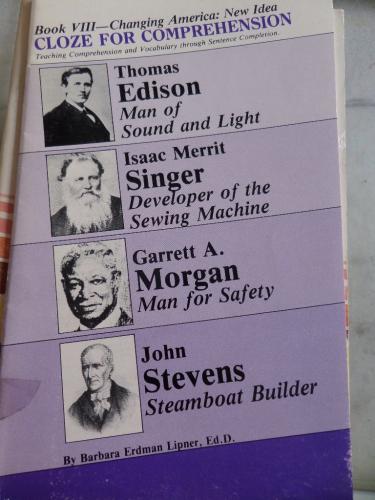 Book VIII—Changing America: New Idea
CLOZE FOR COMPREHENSION
Teaching Comprehension and Vocabulary through Sentence Completion.
Thomas
Edison
Man of
Sound and Light
Isaac Merrit
Singer
Developer of the
Sewing Machine
Garrett A.
Morgan
Man for Safety
John
Stevens
Steamboat Builder
By Barbara Erdman Lipner, Ed.D.